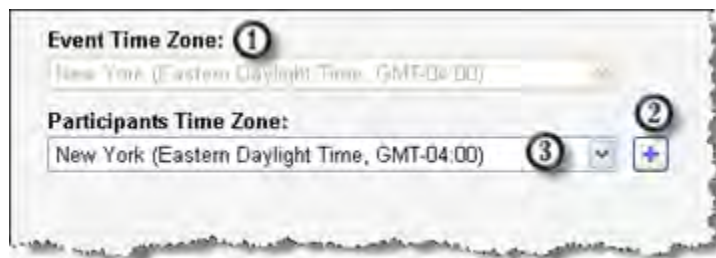 Event Time Zone: 1
New York (Eastern Daylight Time, GMT-04:00)
2
Participants Time Zone:
New York (Eastern Daylight Time, GMT-04:00) 3 +